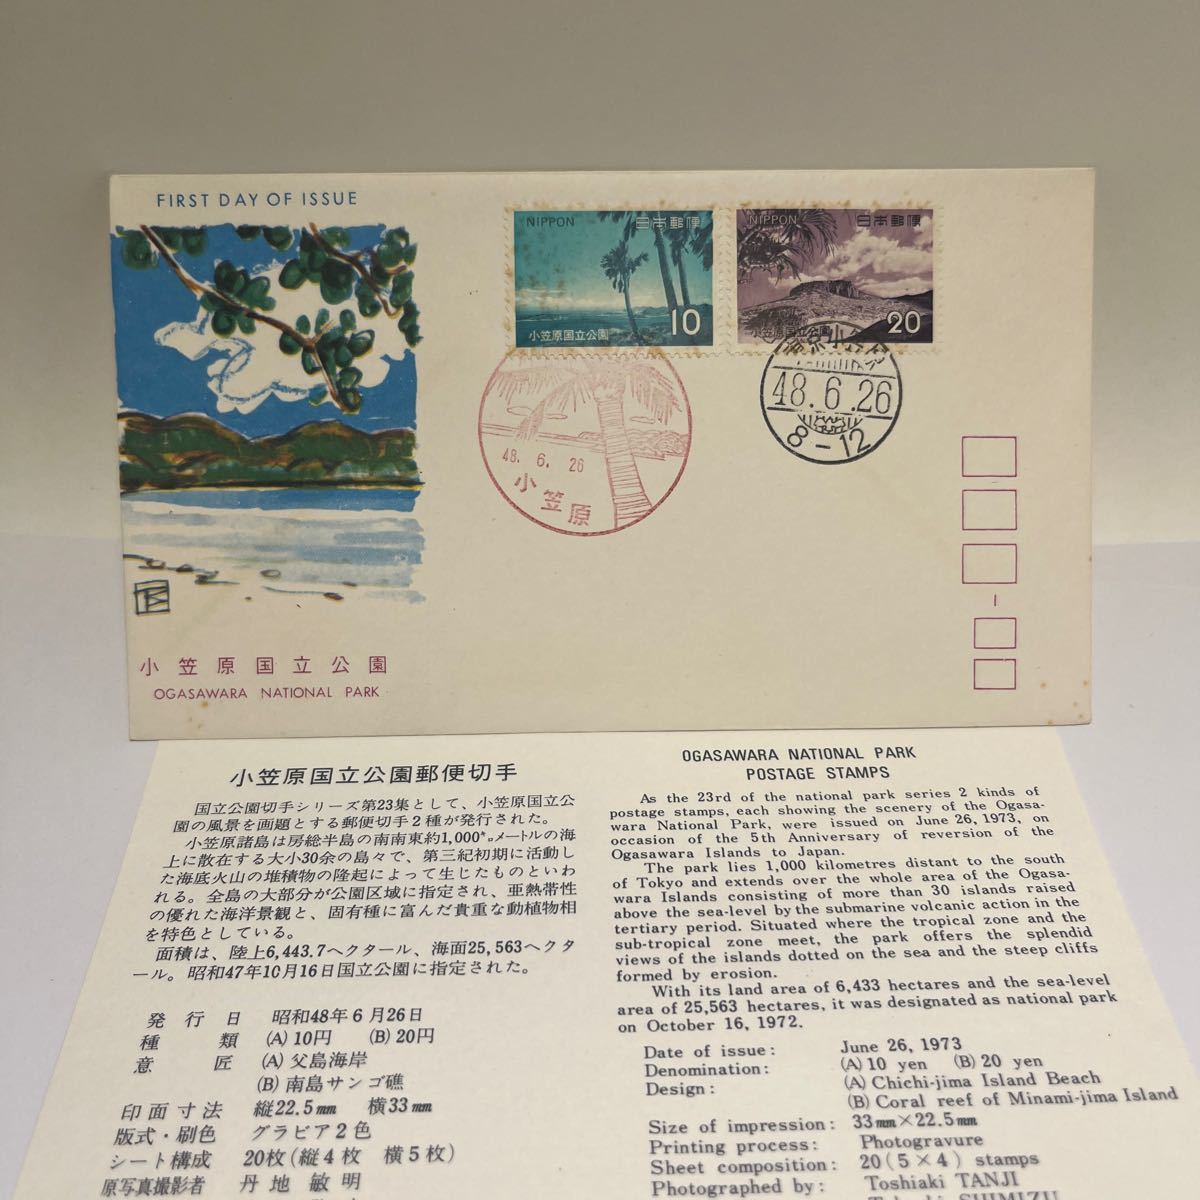 FIRST DAY OF ISSUE
NIPPON 日本郵便
小笠原国立公園 10
NIPPON 日本郵便
小笠原国立公園 20
48. 6. 26
小笠原
48.6.26
8-12
小笠原国立公園
OGASAWARA NATIONAL PARK
小笠原国立公園郵便切手
国立公園切手シリーズ第23集として、小笠原国立公
園の風景を画題とする郵便切手2種が発行された。
小笠原諸島は房総半島の南南東約1,000㌔メートルの海
上に散在する大小30余の島々で、第三紀初期に活動し
た海底火山の堆積物の隆起によって生じたものといわ
れる。全島の大部分が公園区域に指定され、亜熱帯性
の優れた海洋景観と、固有種に富んだ貴重な動植物相
を特色としている。
面積は、陸上6,443.7ヘクタール、海面25,563ヘクタ
ール。昭和47年10月16日国立公園に指定された。
発行日 昭和48年6月26日
種類 (A) 10円 (B) 20円
意匠 (A) 父島海岸
(B) 南島サンゴ礁
印面寸法 縦22.5㎜ 横33㎜
版式・刷色 グラビア2色
シート構成 20枚(縦4枚 横5枚)
原写真撮影者 丹地敏明
OGASAWARA NATIONAL PARK
POSTAGE STAMPS
As the 23rd of the national park series 2 kinds of
postage stamps, each showing the scenery of the Ogasa-
wara National Park, were issued on June 26, 1973, on
occasion of the 5th Anniversary of reversion of the
Ogasawara Islands to Japan.
The park lies 1,000 kilometres distant to the south
of Tokyo and extends over the whole area of the Ogasa-
wara Islands consisting of more than 30 islands raised
above the sea-level by the submarine volcanic action in the
tertiary period. Situated where the tropical zone and the
sub-tropical zone meet, the park offers the splendid
views of the islands dotted on the sea and the steep cliffs
formed by erosion.
With its land area of 6,433 hectares and the sea-level
area of 25,563 hectares, it was designated as national park
on October 16, 1972.
Date of issue: June 26, 1973
Denomination: (A) 10 yen (B) 20 yen
Design: (A) Chichi-jima Island Beach
(B) Coral reef of Minami-jima Island
Size of impression: 33㎜×22.5㎜
Printing process: Photogravure
Sheet composition: 20 (5×4) stamps
Photographed by: Toshiaki TANJI
SHIMIZU